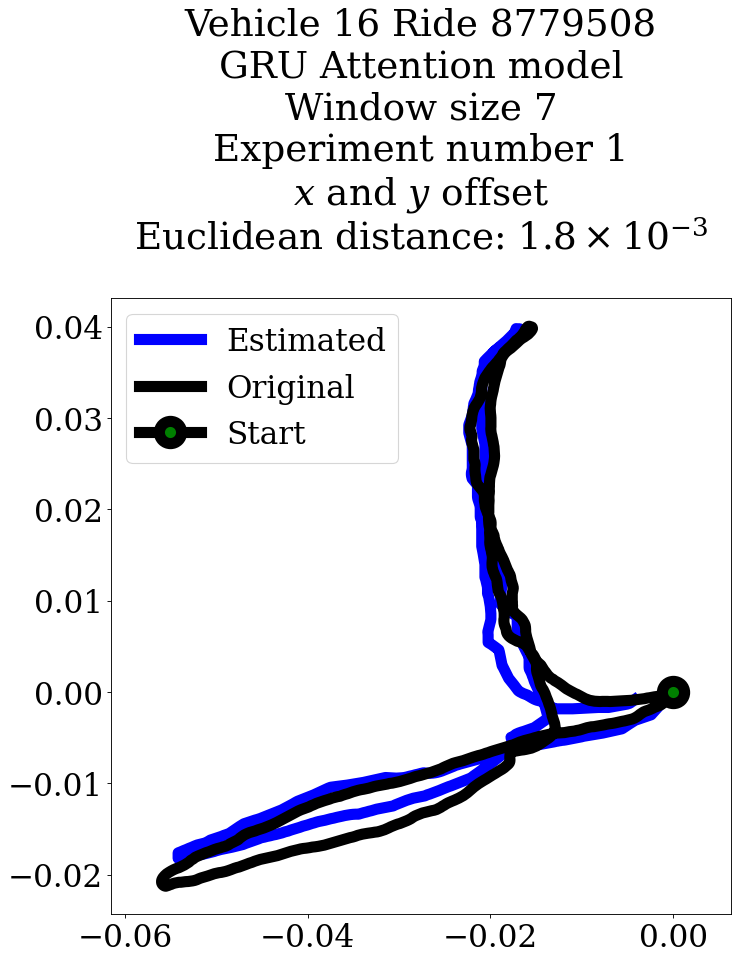 Vehicle 16 Ride 8779508
GRU Attention model
Window size 7
Experiment number 1
x and y offset
Euclidean distance: 1.8 × 10⁻³
Estimated
Original
Start
0.04
0.03
0.02
0.01
0.00
−0.01
−0.02
−0.06
−0.04
−0.02
0.00